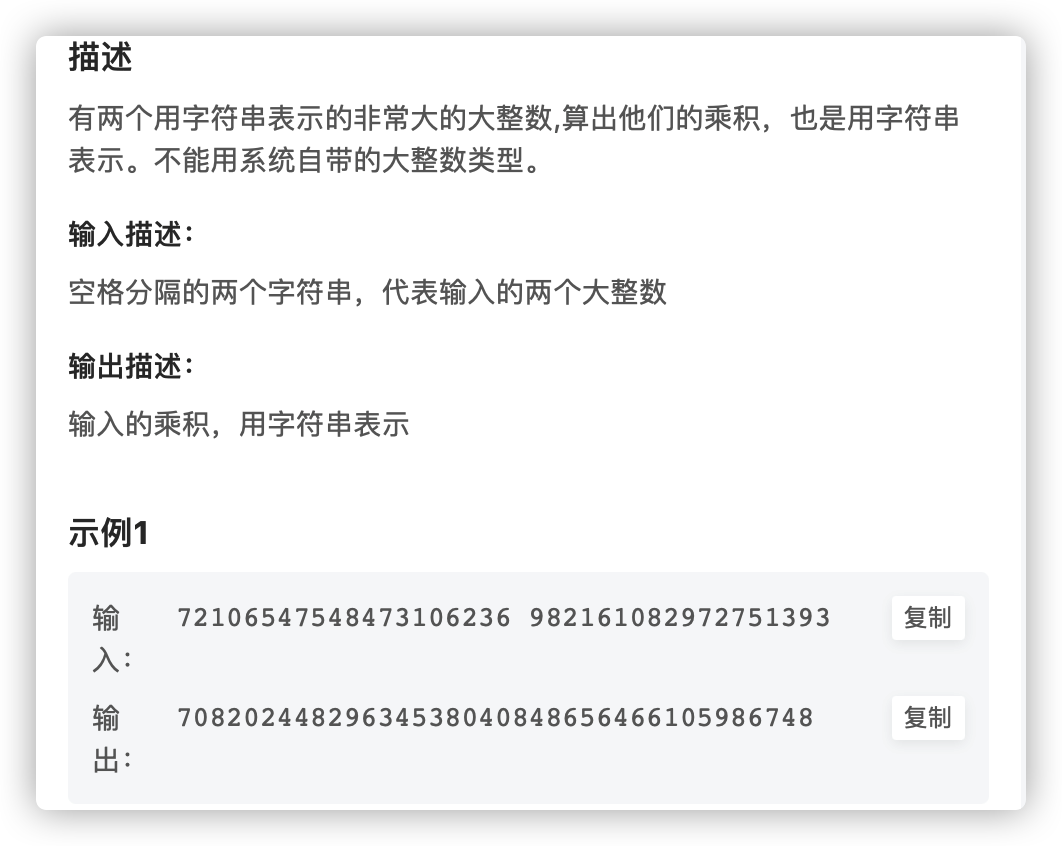 描述
有两个用字符串表示的非常大的大整数,算出他们的乘积，也是用字符串
表示。不能用系统自带的大整数类型。
输入描述：
空格分隔的两个字符串，代表输入的两个大整数
输出描述：
输入的乘积，用字符串表示
示例1
输
入：
72106547548473106236 982161082972751393
复制
输
出：
70820244829634538040848656466105986748
复制